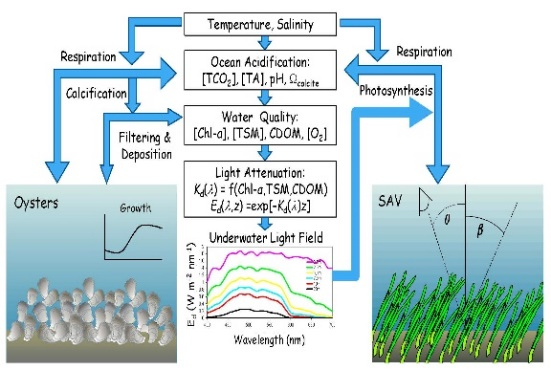 Temperature, Salinity
Respiration
Respiration
Ocean Acidification:
[TCO2], [TA], pH, Ωcalcite
Calcification
Photosynthesis
Water Quality:
[Chl-a], [TSM], CDOM, [O2]
Filtering &
Deposition
Light Attenuation:
Kd(λ) = f(Chl-a,TSM,CDOM)
Ed(λ,z) =exp[-Kd(λ)z]
Oysters
Growth
SAV
θ
β
Underwater Light Field
Ed (W m-2 nm-1)
Wavelength (nm)